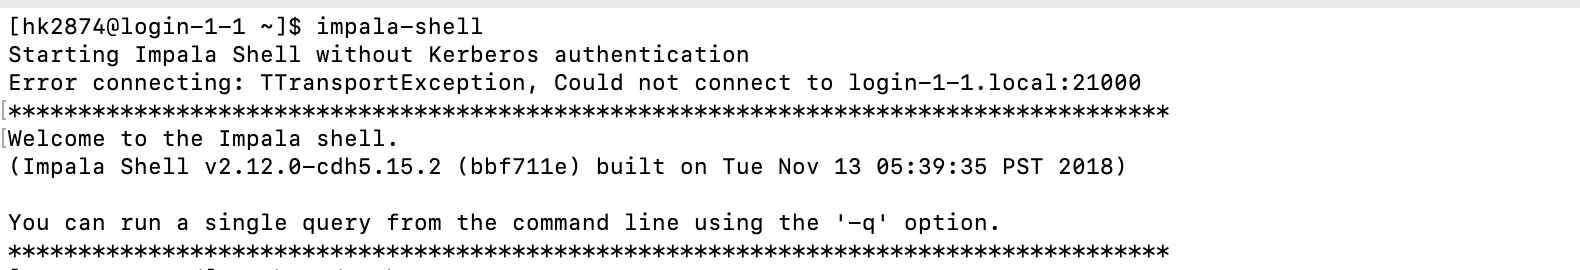 [hk2874@login-1-1 ~]$ impala-shell
Starting Impala Shell without Kerberos authentication
Error connecting: TTransportException, Could not connect to login-1-1.local:21000
***********************************************************************************
Welcome to the Impala shell.
(Impala Shell v2.12.0-cdh5.15.2 (bbf711e) built on Tue Nov 13 05:39:35 PST 2018)
You can run a single query from the command line using the '-q' option.
***********************************************************************************